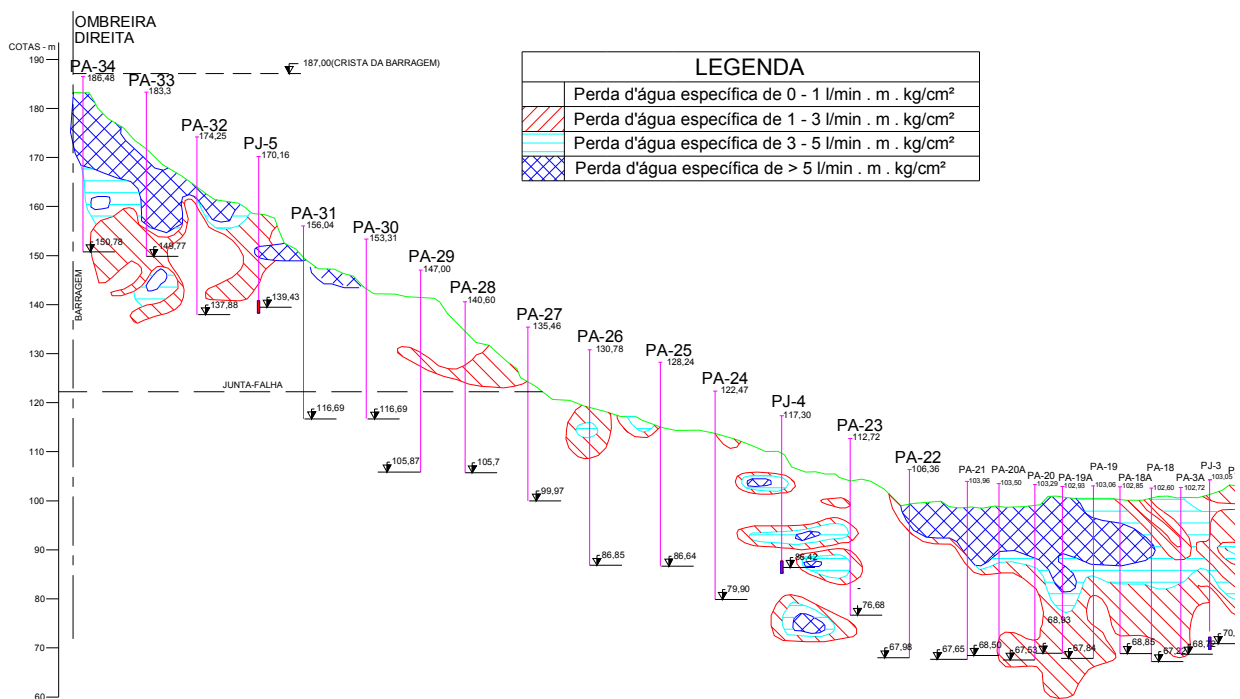 OMBREIRA
DIREITA
COTAS - m
190
180
170
160
150
140
130
120
110
100
90
80
70
60
187,00(CRISTA DA BARRAGEM)
LEGENDA
Perda d'água específica de 0 - 1 l/min . m . kg/cm²
Perda d'água específica de 1 - 3 l/min . m . kg/cm²
Perda d'água específica de 3 - 5 l/min . m . kg/cm²
Perda d'água específica de > 5 l/min . m . kg/cm²
PA-34
186,48
PA-33
183,3
PA-32
174,25
PJ-5
170,16
PA-31
156,04
PA-30
153,31
PA-29
147,00
PA-28
140,60
PA-27
135,46
PA-26
130,78
PA-25
128,24
PA-24
122,47
PJ-4
117,30
PA-23
112,72
PA-22
106,36
PA-21
103,96
PA-20A
103,50
PA-20
103,29
PA-19A
102,93
PA-19
103,06
PA-18A
102,85
PA-18
102,60
PA-3A
102,72
PJ-3
103,05
150,78
149,77
137,88
139,43
BARRAGEM
JUNTA-FALHA
116,69
116,69
105,87
105,7
99,97
86,85
86,64
79,90
86,42
76,68
67,98
67,65
68,50
67,53
68,93
67,84
68,85